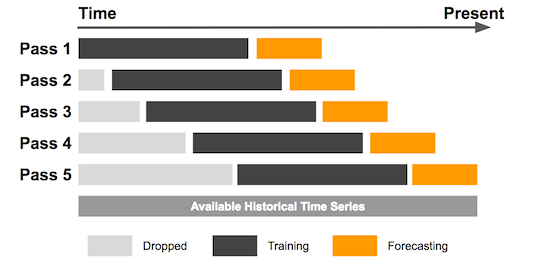 Time Present
Pass 1
Pass 2
Pass 3
Pass 4
Pass 5
Available Historical Time Series
Dropped Training Forecasting